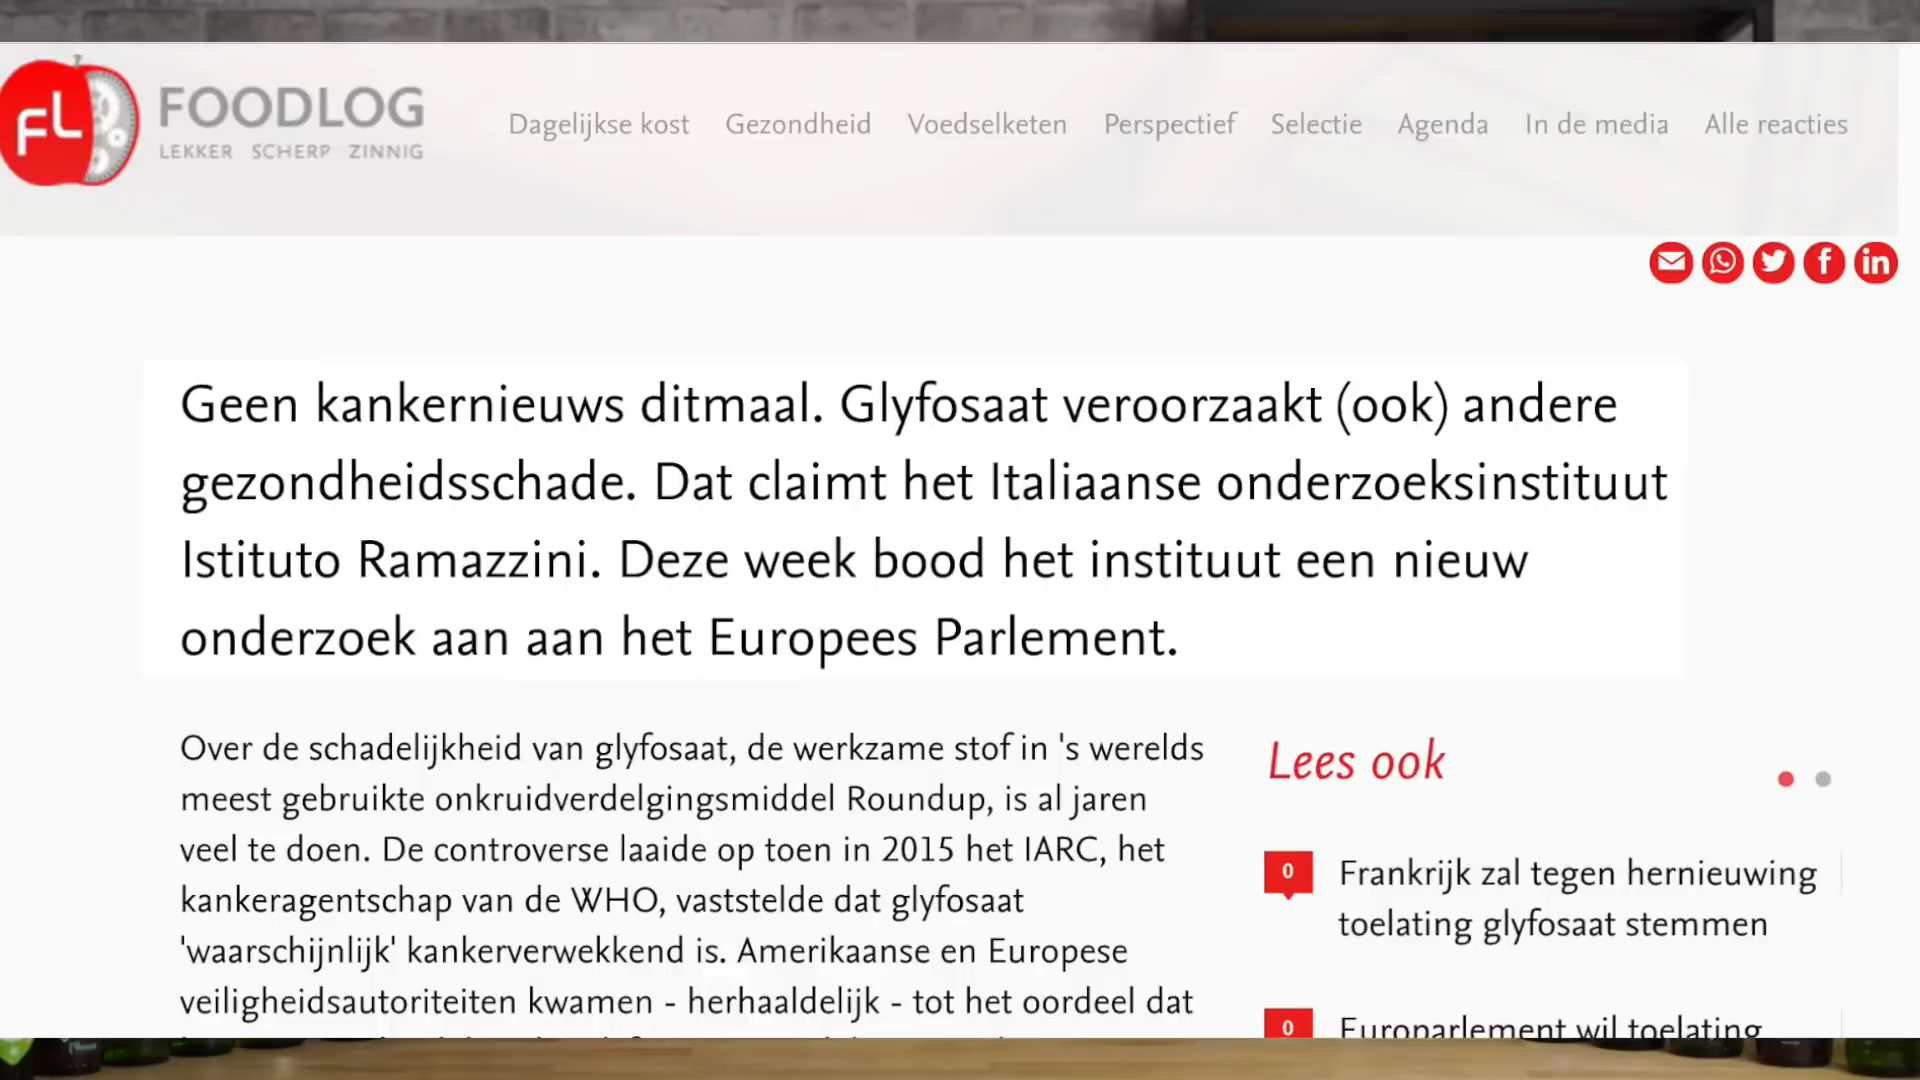 FL
FOODLOG
LEKKER SCHERP ZINNIG
Dagelijkse kost Gezondheid Voedselketen Perspectief Selectie Agenda In de media Alle reacties
Geen kankernieuws ditmaal. Glyfosaat veroorzaakt (ook) andere
gezondheidsschade. Dat claimt het Italiaanse onderzoeksinstituut
Istituto Ramazzini. Deze week bood het instituut een nieuw
onderzoek aan aan het Europees Parlement.
Over de schadelijkheid van glyfosaat, de werkzame stof in 's werelds
meest gebruikte onkruidverdelgingsmiddel Roundup, is al jaren
veel te doen. De controverse laaide op toen in 2015 het IARC, het
kankeragentschap van de WHO, vaststelde dat glyfosaat
'waarschijnlijk' kankerverwekkend is. Amerikaanse en Europese
veiligheidsautoriteiten kwamen - herhaaldelijk - tot het oordeel dat
Lees ook
0 Frankrijk zal tegen hernieuwing
toelating glyfosaat stemmen
0 Europarlement wil toelating